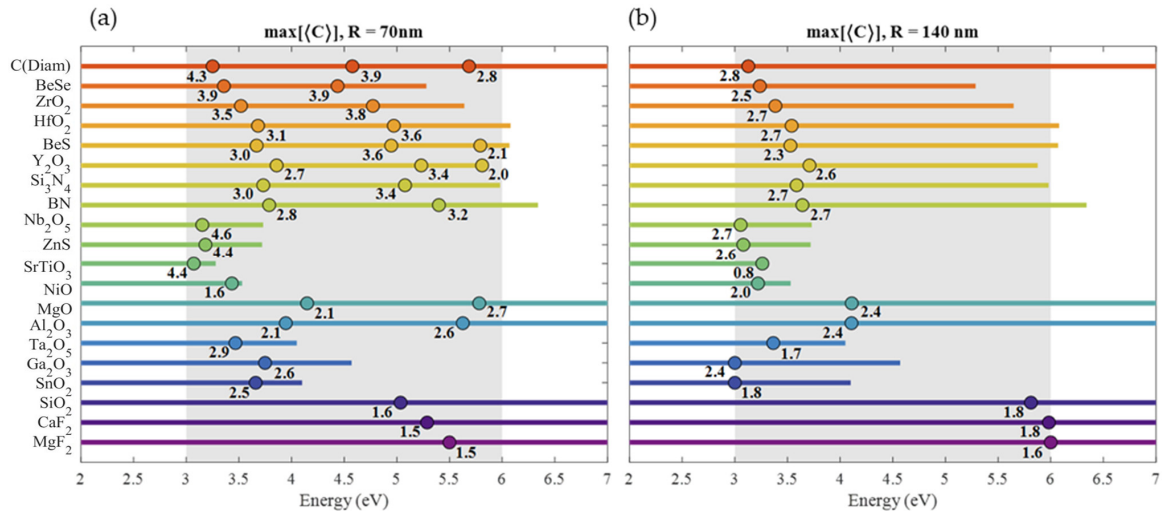 (a)
max[⟨C⟩], R = 70nm
C(Diam)
4.3 3.9 2.8
BeSe
3.9 3.9
ZrO2
3.5 3.8
HfO2
3.1 3.6
BeS
3.0 3.6 2.1
Y2O3
2.7 3.4 2.0
Si3N4
3.0 3.4
BN
2.8 3.2
Nb2O5
4.6
ZnS
4.4
SrTiO3
4.4
NiO
1.6
MgO
2.1 2.7
Al2O3
2.1 2.6
Ta2O5
2.9
Ga2O3
2.6
SnO2
2.5
SiO2
1.6
CaF2
1.5
MgF2
1.5
2 2.5 3 3.5 4 4.5 5 5.5 6 6.5 7
Energy (eV)
(b)
max[⟨C⟩], R = 140 nm
2.8
2.5
2.7
2.7
2.3
2.6
2.7
2.7
2.7
2.6
0.8
2.0
2.4
2.4
1.7
2.4
1.8
1.8
1.8
1.6
2 2.5 3 3.5 4 4.5 5 5.5 6 6.5 7
Energy (eV)